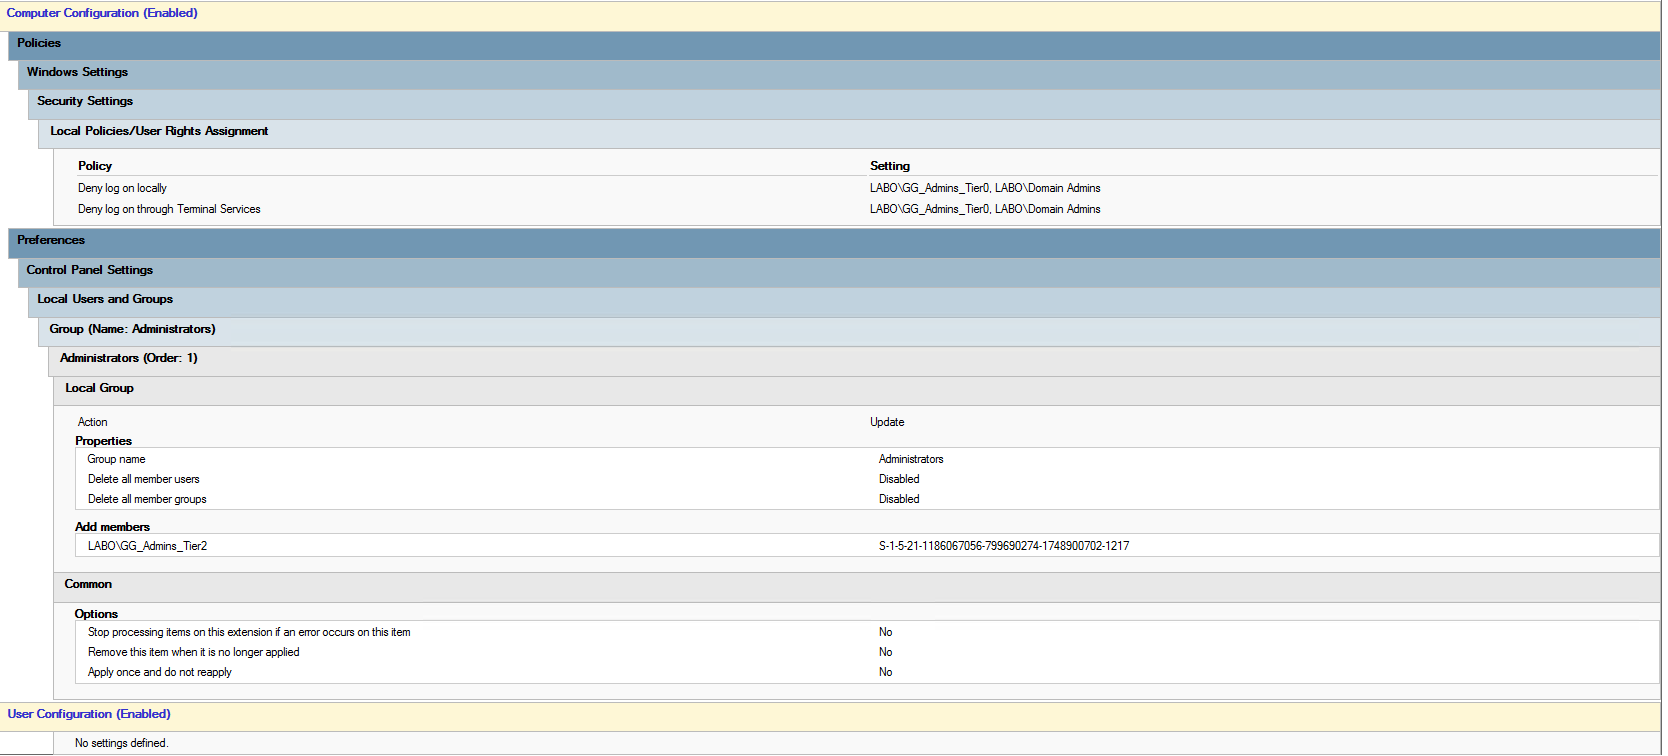 Computer Configuration (Enabled)
Policies
Windows Settings
Security Settings
Local Policies/User Rights Assignment
Policy Setting
Deny log on locally LABO\GG_Admins_Tier0, LABO\Domain Admins
Deny log on through Terminal Services LABO\GG_Admins_Tier0, LABO\Domain Admins
Preferences
Control Panel Settings
Local Users and Groups
Group (Name: Administrators)
Administrators (Order: 1)
Local Group
Action Update
Properties
Group name Administrators
Delete all member users Disabled
Delete all member groups Disabled
Add members
LABO\GG_Admins_Tier2 S-1-5-21-1186067056-799690274-1748900702-1217
Common
Options
Stop processing items on this extension if an error occurs on this item No
Remove this item when it is no longer applied No
Apply once and do not reapply No
User Configuration (Enabled)
No settings defined.